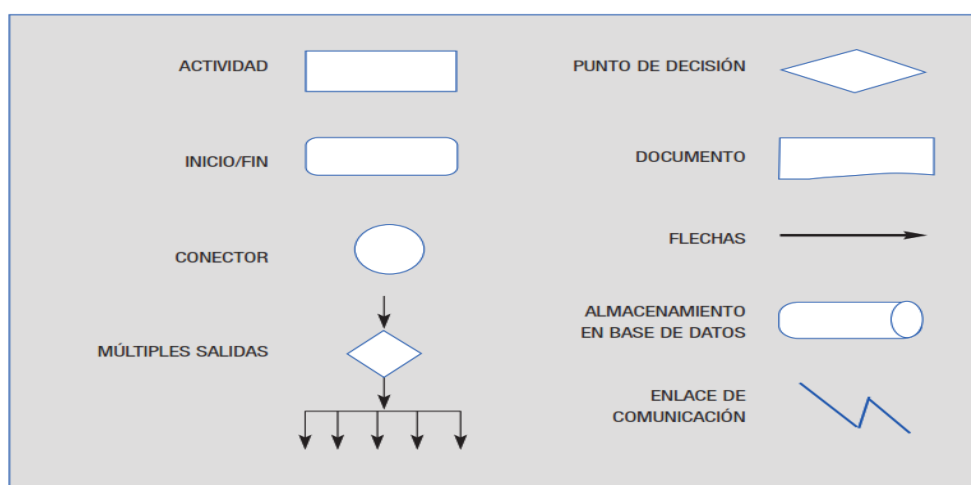 ACTIVIDAD
INICIO/FIN
CONECTOR
MÚLTIPLES SALIDAS
PUNTO DE DECISIÓN
DOCUMENTO
FLECHAS
ALMACENAMIENTO
EN BASE DE DATOS
ENLACE DE
COMUNICACIÓN